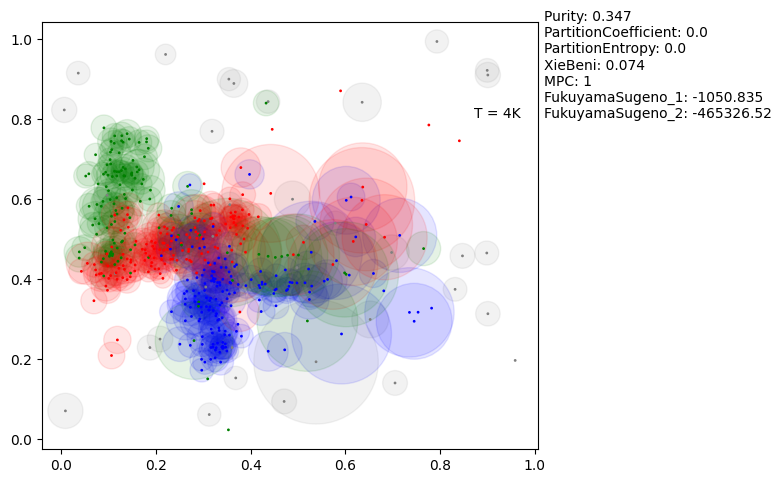 Purity: 0.347
PartitionCoefficient: 0.0
PartitionEntropy: 0.0
XieBeni: 0.074
MPC: 1
FukuyamaSugeno_1: -1050.835
FukuyamaSugeno_2: -465326.52
T = 4K
1.0
0.8
0.6
0.4
0.2
0.0
0.0 0.2 0.4 0.6 0.8 1.0